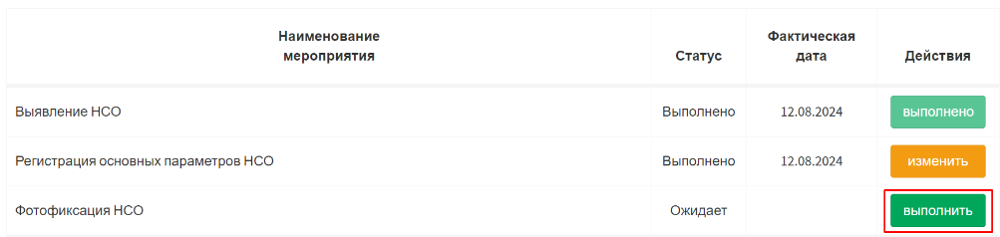 Наименование
мероприятия
Статус
Фактическая
дата
Действия
Выявление НСО
Выполнено
12.08.2024
выполнено
Регистрация основных параметров НСО
Выполнено
12.08.2024
изменить
Фотофиксация НСО
Ожидает
выполнить